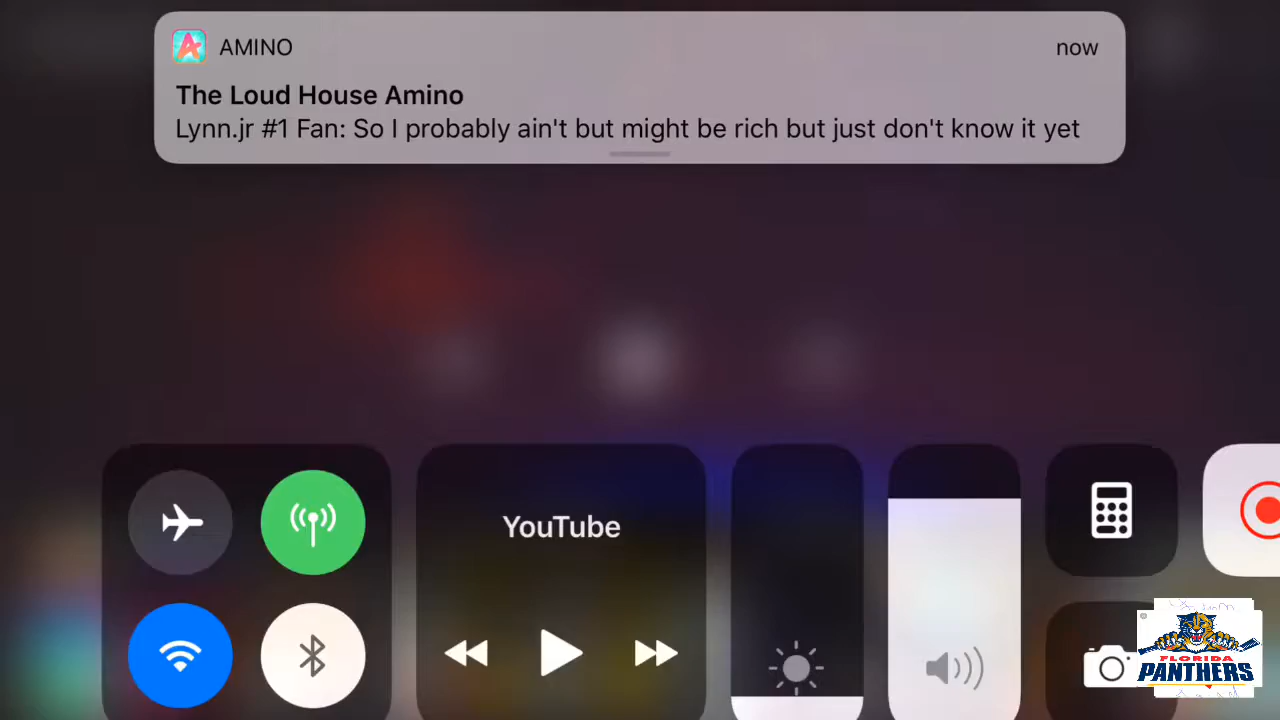 AMINO
now
The Loud House Amino
Lynn.jr #1 Fan: So I probably ain't but might be rich but just don't know it yet
YouTube
FLORIDA
PANTHERS